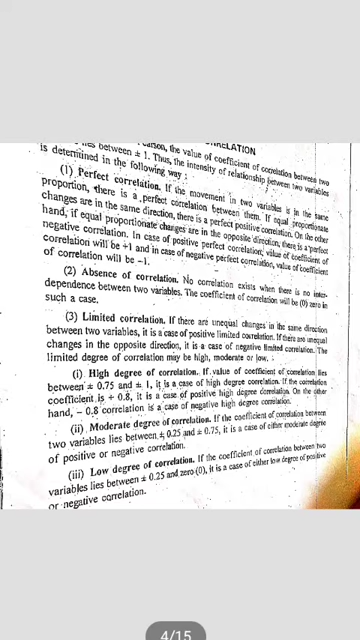 RELATION
lies between ± 1. Thus, the intensity of relationship between two variables
earson, the value of coefficient of correlation between two
is determined in the following way :
(1) Perfect correlation. If the movement in two variables is in the same
proportion, there is a perfect correlation between them. If equal proportionate
changes are in the same direction, there is a perfect positive correlation. On the other
hand, if equal proportionate changes are in the opposite direction, there is a perfect
negative correlation. In case of positive perfect correlation, value of coefficient of
correlation will be +1 and in case of negative perfect correlation, value of coefficient
of correlation will be -1.
(2) Absence of correlation. No correlation exists when there is no inter-
dependence between two variables. The coefficient of correlation will be (0) zero in
such a case.
(3) Limited correlation. If there are unequal changes in the same direction
between two variables, it is a case of positive limited correlation. If there are unequal
changes in the opposite direction, it is a case of negative limited correlation. The
limited degree of correlation may be high, moderate or low.
(i) High degree of correlation. If value of coefficient of correlation lies
between ± 0.75 and ± 1, it is a case of high degree correlation. If the correlation
coefficient is + 0.8, it is a case of positive high degree correlation. On the other
hand, – 0.8 correlation is a case of negative high degree correlation.
(ii) Moderate degree of correlation. If the coefficient of correlation between
two variables lies between ± 0.25 and ± 0.75, it is a case of either moderate degree
of positive or negative correlation.
(iii) Low degree of correlation. If the coefficient of correlation between two
variables lies between ± 0.25 and zero (0), it is a case of either low degree of positive
or negative correlation.
4/15